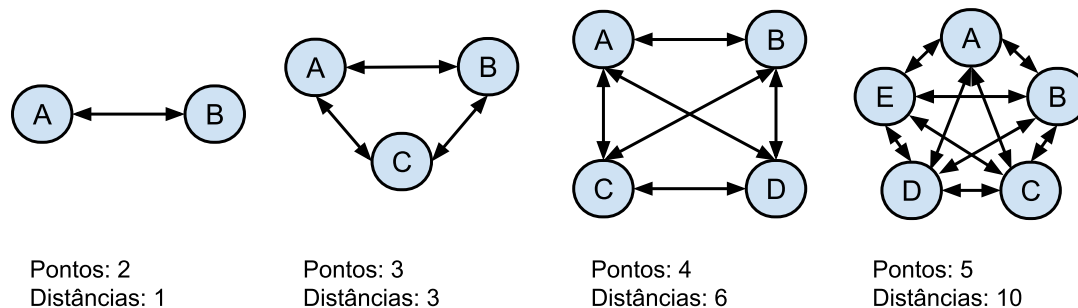 A
B
A
B
C
A
B
C
D
A
E
B
D
C
Pontos: 2
Distâncias: 1
Pontos: 3
Distâncias: 3
Pontos: 4
Distâncias: 6
Pontos: 5
Distâncias: 10